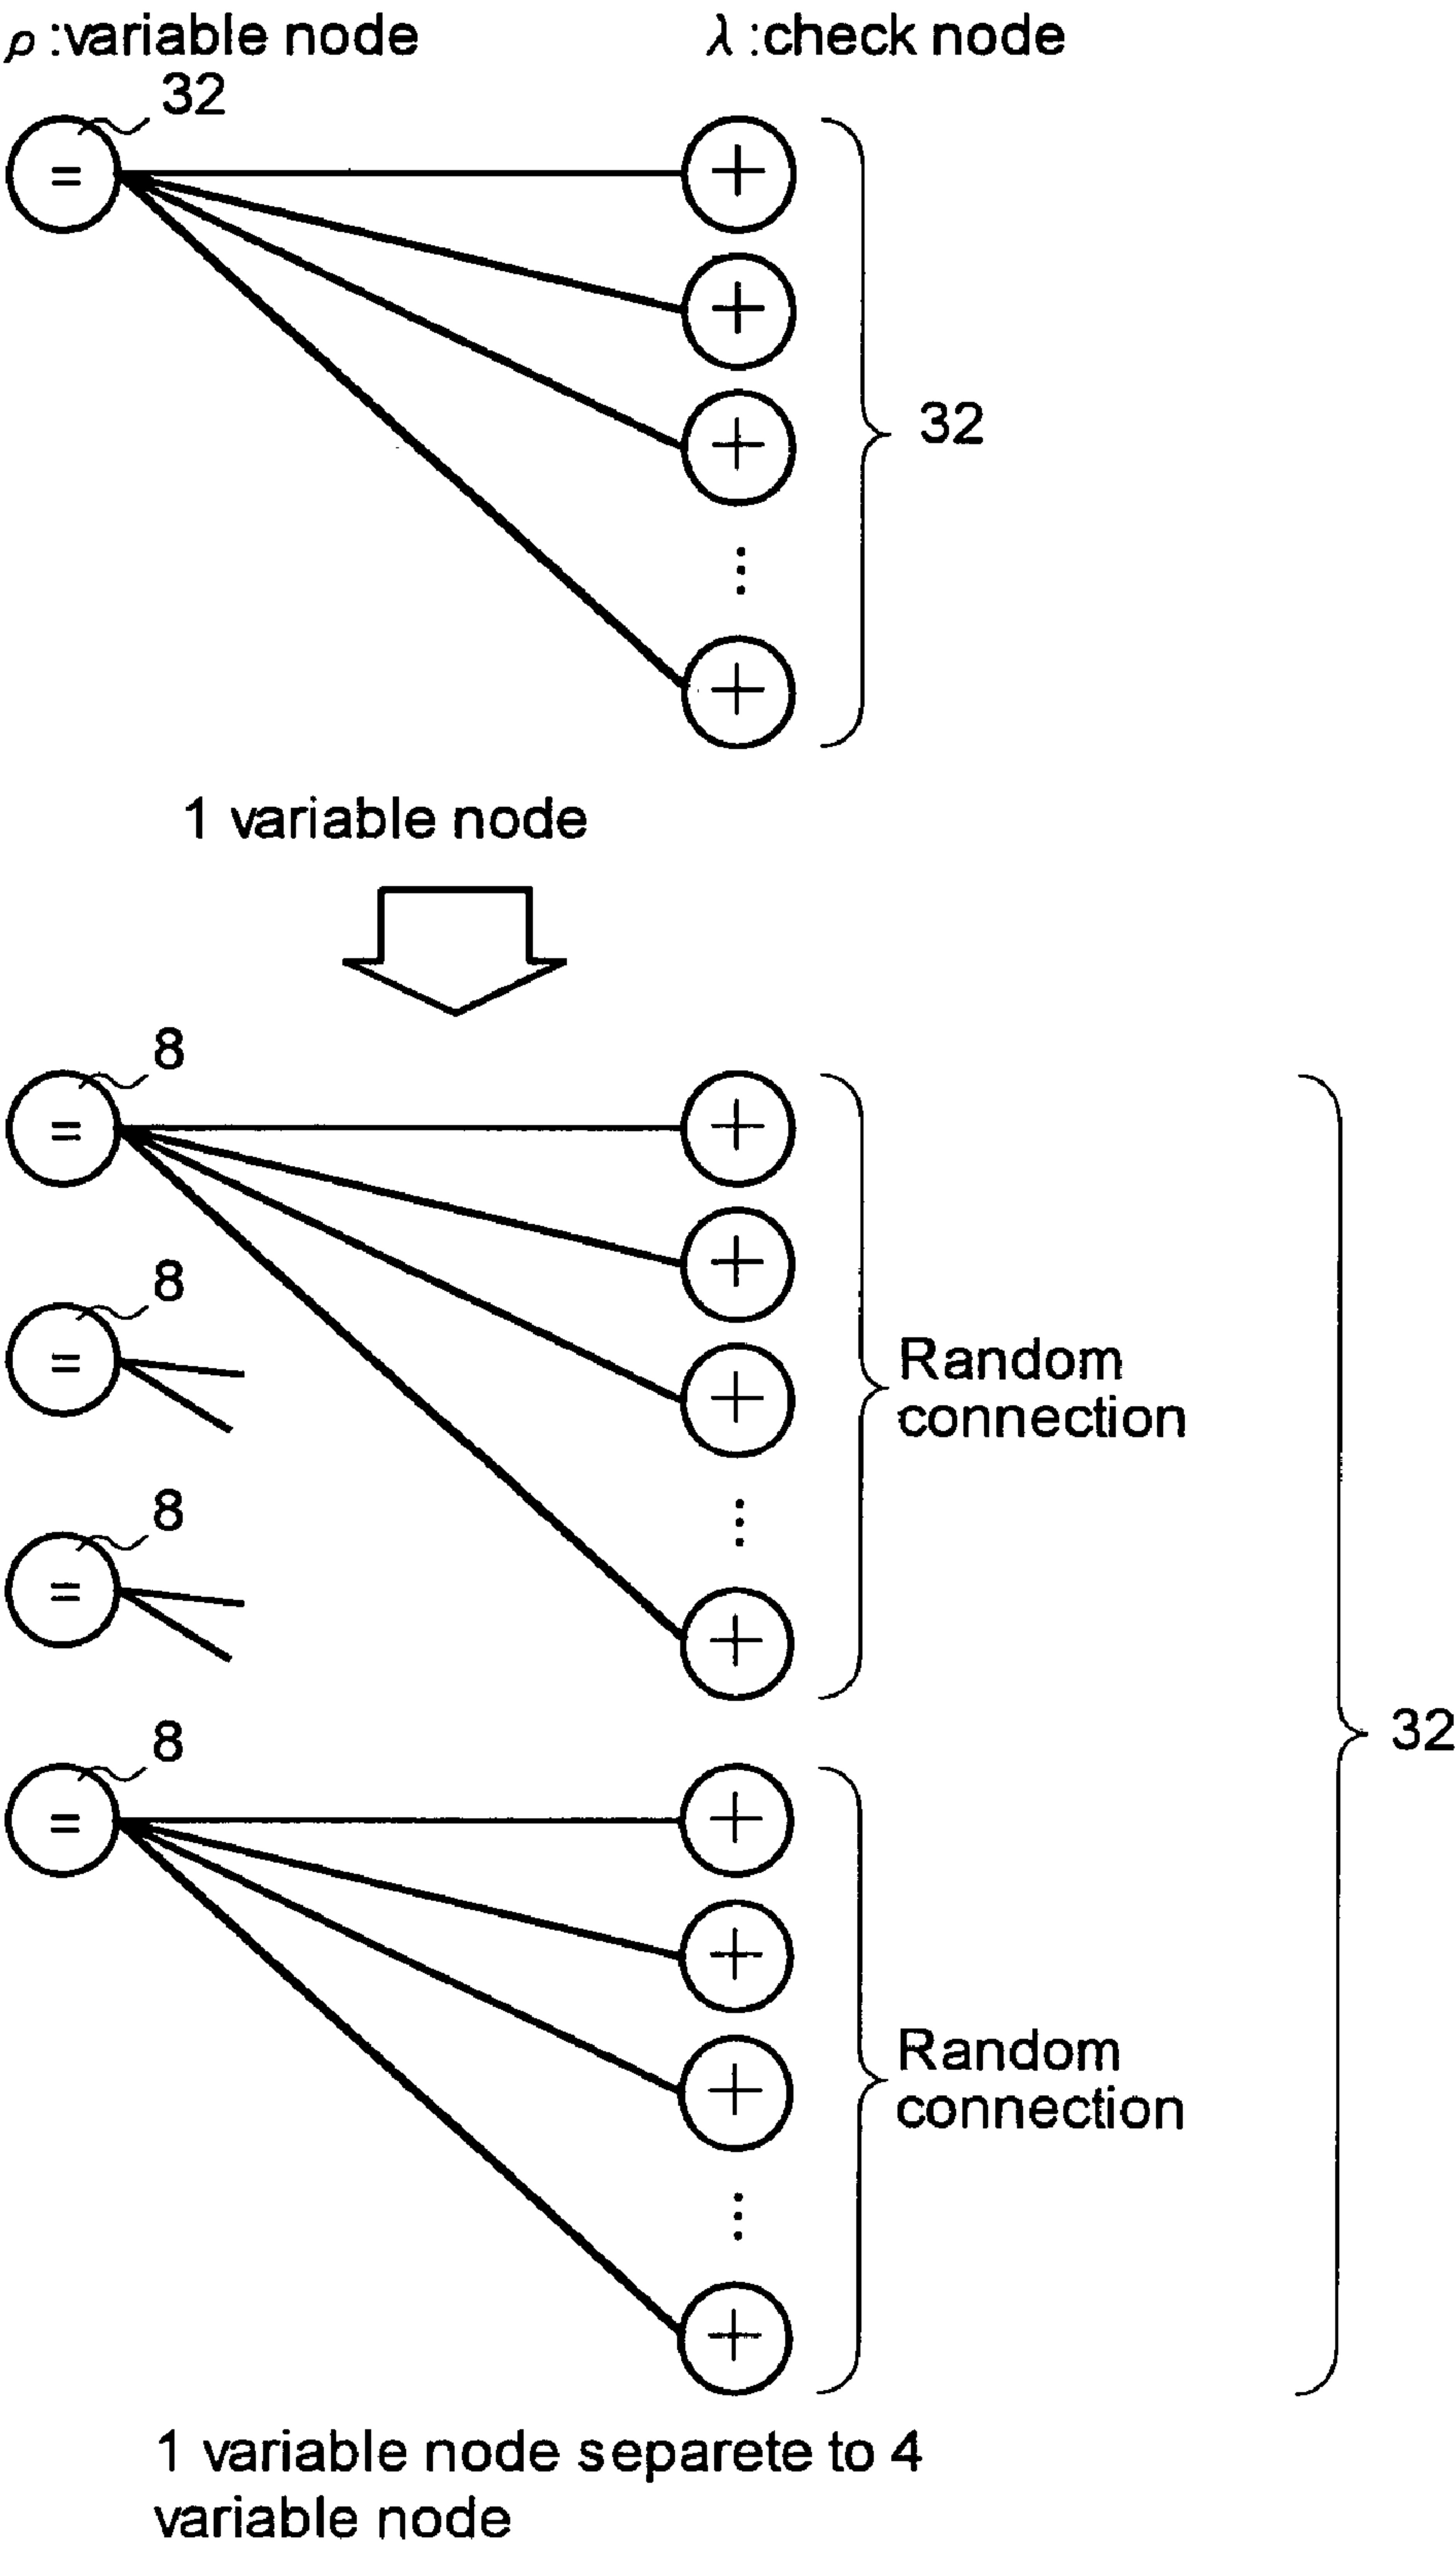 ρ :variable node
λ :check node
32
=
+
+
+
32
+
1 variable node
8
=
+
8
+
=
+
Random
connection
8
=
+
32
8
=
+
+
+
Random
connection
+
1 variable node separete to 4
variable node